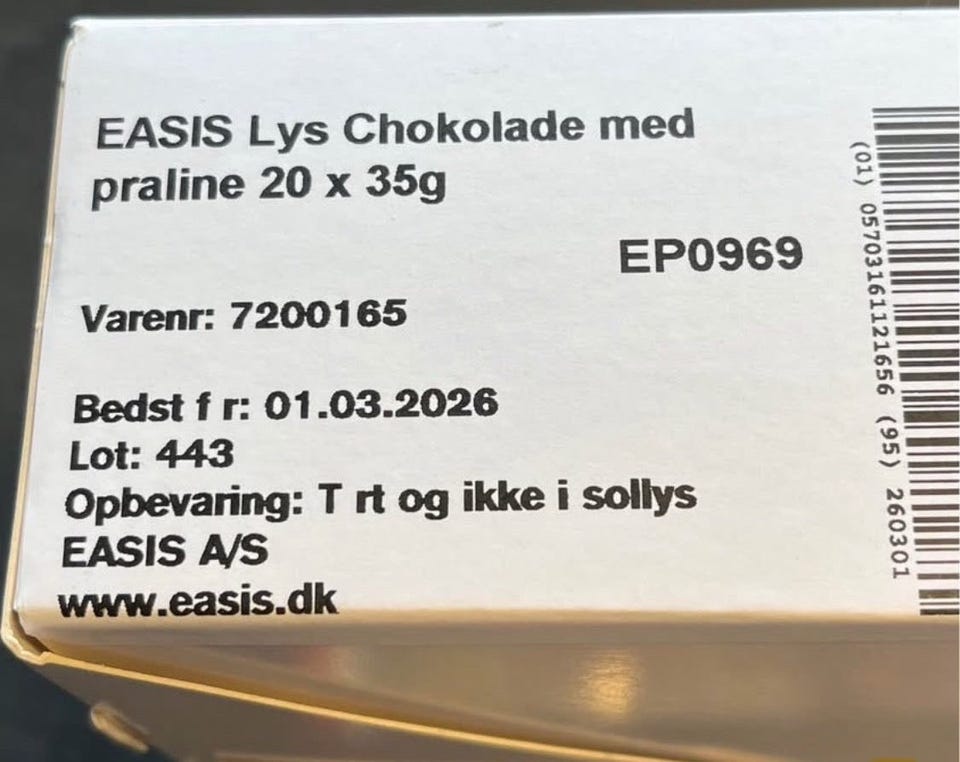 EASIS Lys Chokolade med
praline 20 x 35g
EP0969
Varenr: 7200165
Bedst f r: 01.03.2026
Lot: 443
Opbevaring: T rt og ikke i sollys
EASIS A/S
www.easis.dk
(01) 05703161121656 (95) 260301